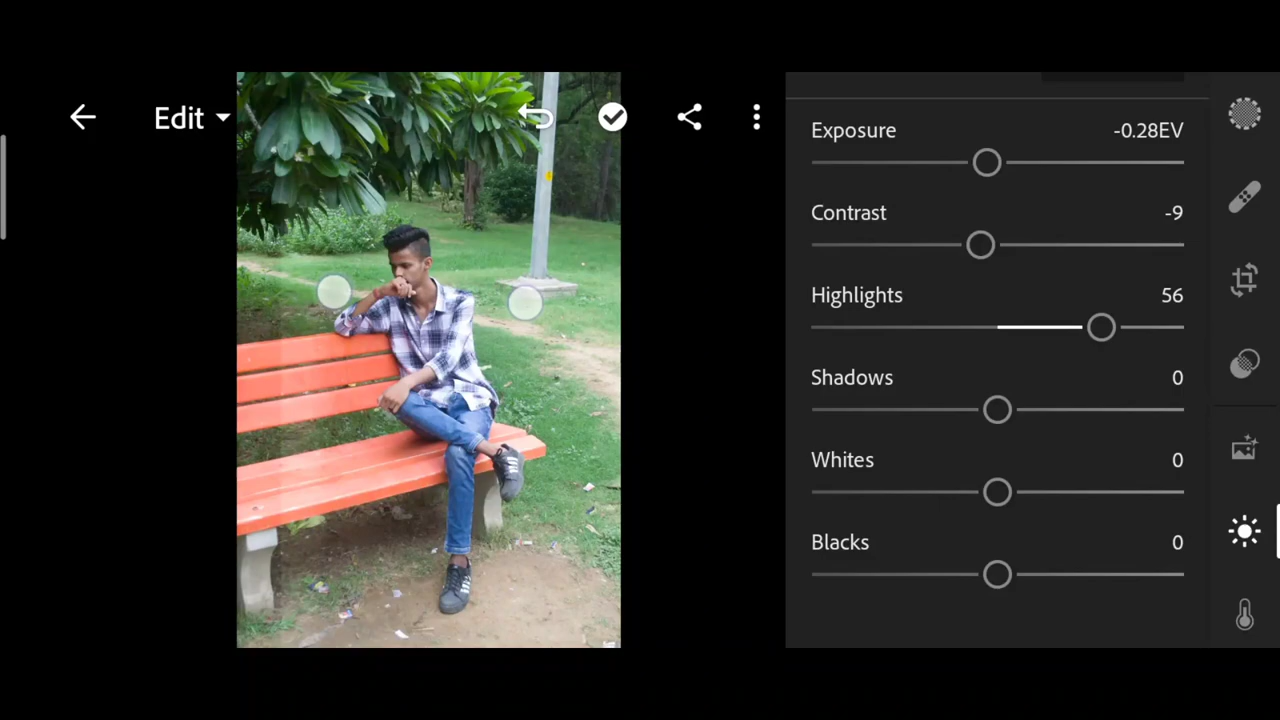 Edit
Exposure -0.28EV
Contrast -9
Highlights 56
Shadows 0
Whites 0
Blacks 0